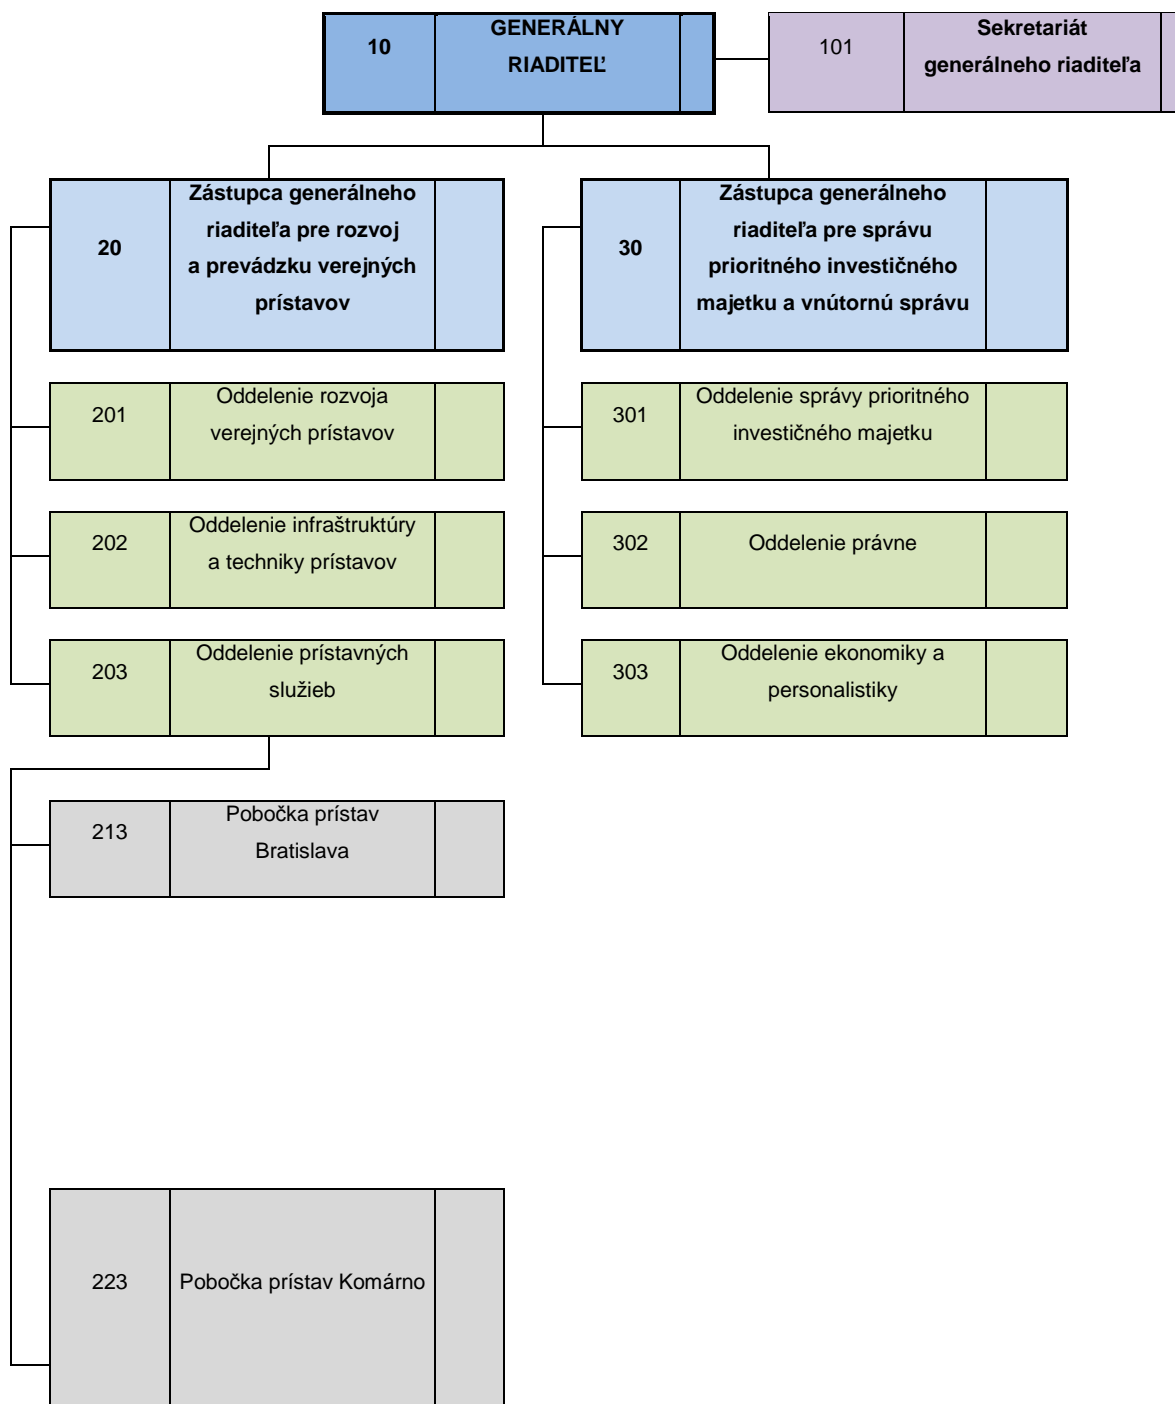 10
GENERÁLNY
RIADITEĽ
101
Sekretariát
generálneho riaditeľa
20
Zástupca generálneho
riaditeľa pre rozvoj
a prevádzku verejných
prístavov
30
Zástupca generálneho
riaditeľa pre správu
prioritného investičného
majetku a vnútornú správu
201
Oddelenie rozvoja
verejných prístavov
301
Oddelenie správy prioritného
investičného majetku
202
Oddelenie infraštruktúry
a techniky prístavov
302
Oddelenie právne
203
Oddelenie prístavných
služieb
303
Oddelenie ekonomiky a
personalistiky
213
Pobočka prístav
Bratislava
223
Pobočka prístav Komárno